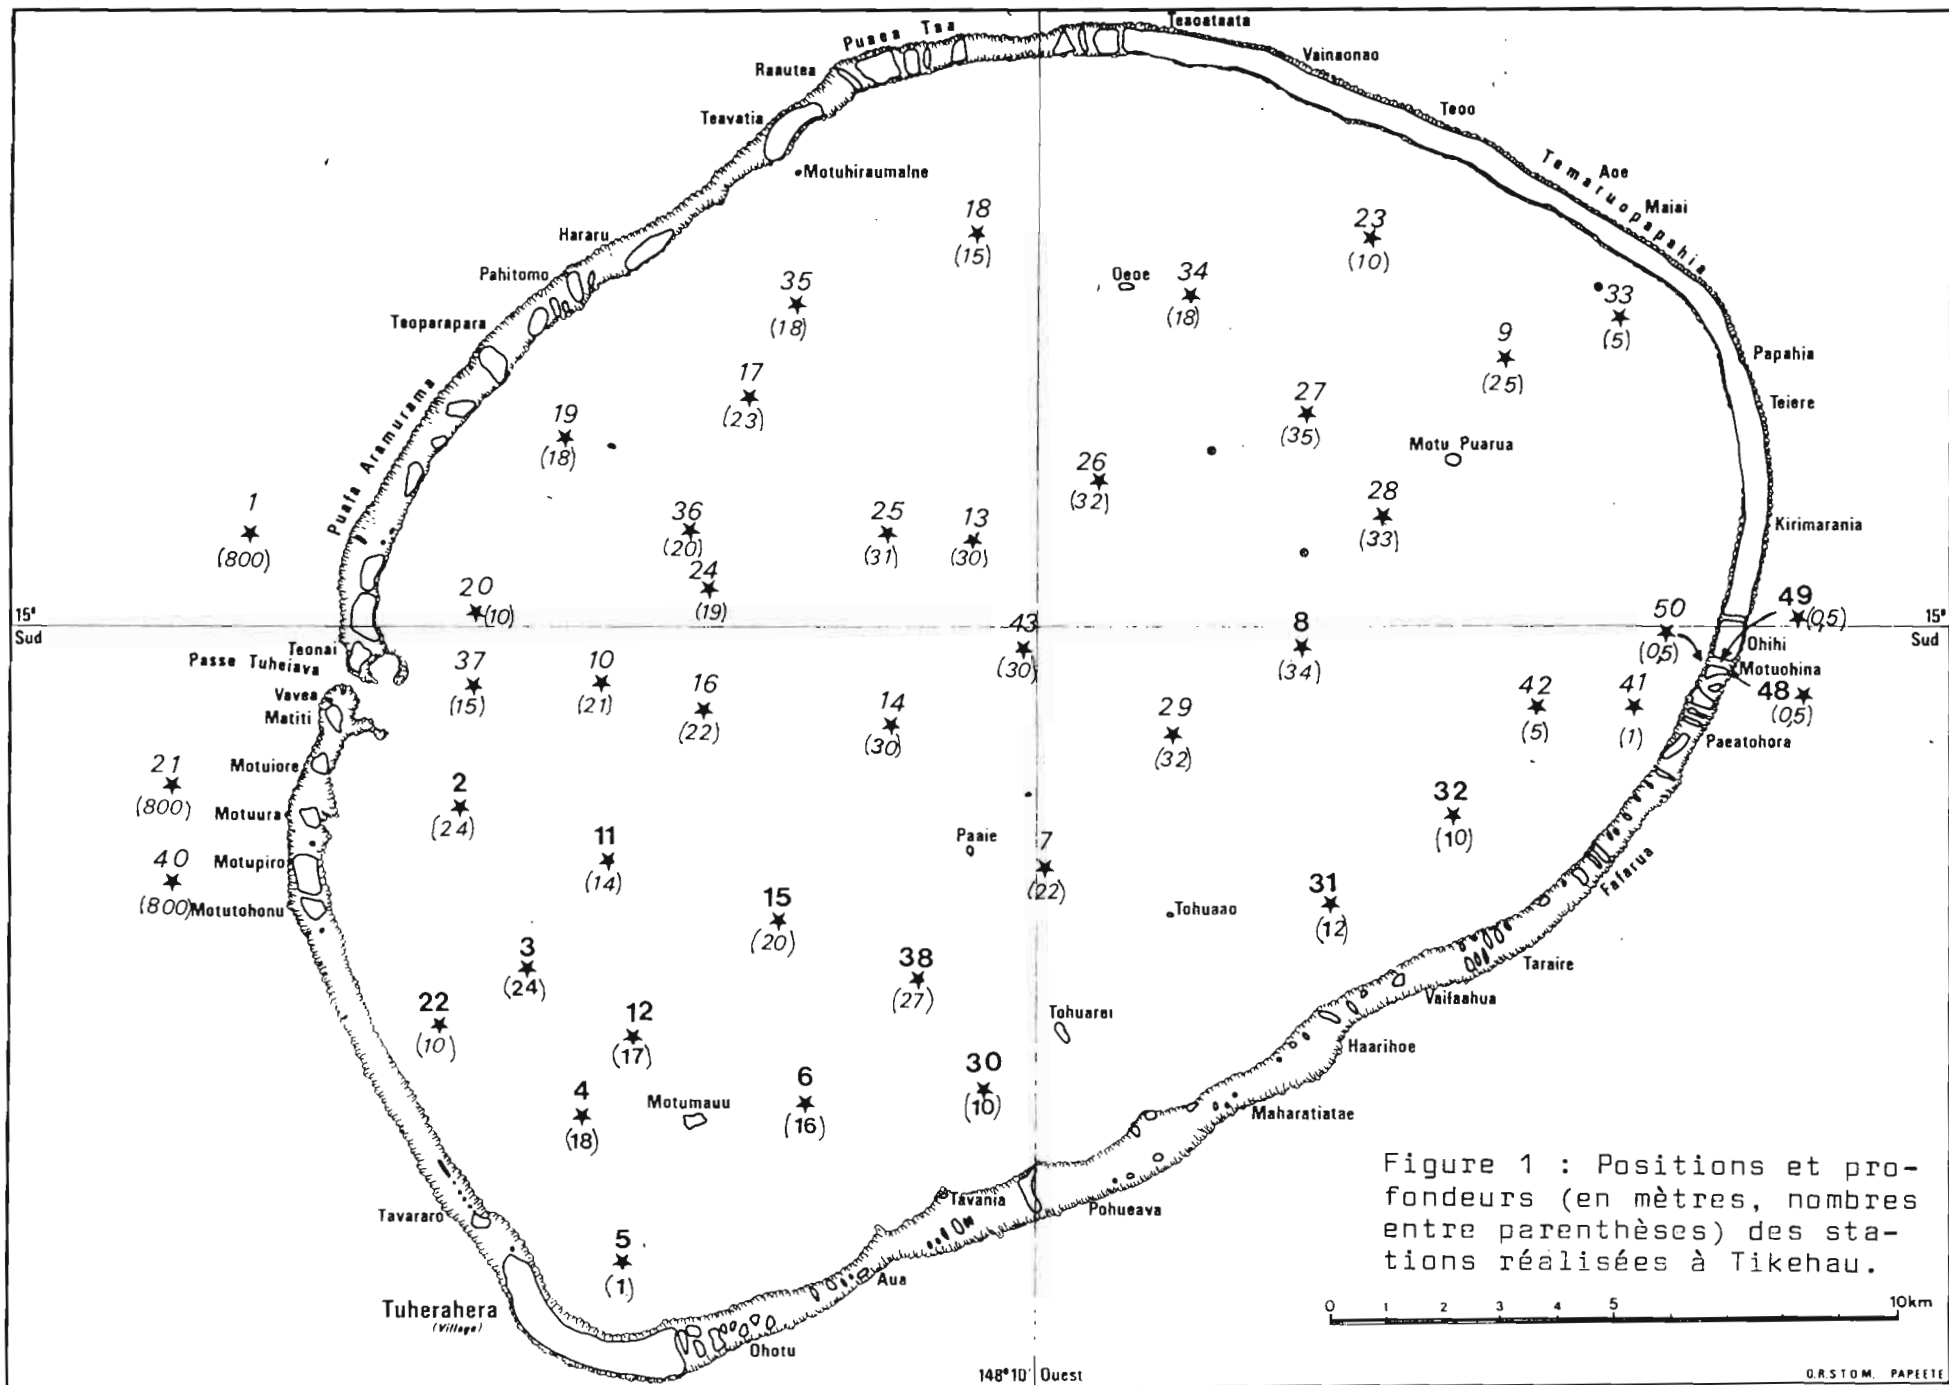 Teaoataata
Puaea Taa
Vainaonao
Raautea
Teoo
Teavatia
Aoe
Motuhiraumaine
Temaruopapahia
Maiai
18
(15)
23
(10)
Hararu
Pahitomo
Oeoe
34
(18)
35
(18)
33
(5)
Teoparapara
9
(25)
Papahia
17
(23)
Teiere
Puafa Aramurama
19
(18)
27
(35)
Motu Puarua
26
(32)
1
(800)
36
(20)
25
(31)
13
(30)
28
(33)
Kirimarania
24
(19)
20
(10)
15°
Sud
43
(30)
8
(34)
50
(0,5)
49
(0,5)
15°
Sud
Ohihi
Teonai
Passe Tuheiava
Motuohina
37
(15)
10
(21)
16
(22)
14
(30)
29
(32)
42
(5)
41
(1)
48
(0,5)
Vavea
Matiti
Paeatohora
Motuiore
21
(800)
2
(24)
Motuura
32
(10)
Paaie
7
(22)
11
(14)
Motupiro
40
(800)
Fafarua
Motutohonu
15
(20)
Tohuaao
31
(12)
3
(24)
38
(27)
Taraire
Vaifaahua
22
(10)
12
(17)
Tohuarei
Haarihoe
4
(18)
Motumauu
6
(16)
30
(10)
Maharatiatae
Tavararo
Tavania
Pohueava
5
(1)
Aua
Tuherahera
(Village)
Ohotu
148°10' Ouest
Figure 1 : Positions et pro-
fondeurs (en mètres, nombres
entre parenthèses) des sta-
tions réalisées à Tikehau.
0 1 2 3 4 5 10km
O.R.S.T.O.M. PAPEETE